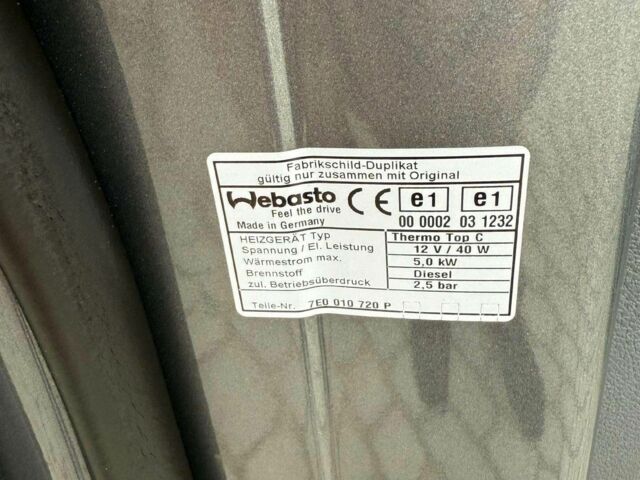 Fabrikschild-Duplikat
gültig nur zusammen mit Original
Webasto CE e1 e1
Feel the drive
Made in Germany 00 0002 03 1232
HEIZGERÄT Typ Thermo Top C
Spannung / El. Leistung 12 V / 40 W
Wärmestrom max. 5,0 kW
Brennstoff Diesel
zul. Betriebsüberdruck 2,5 bar
Teile-Nr. 7E0 010 720 P